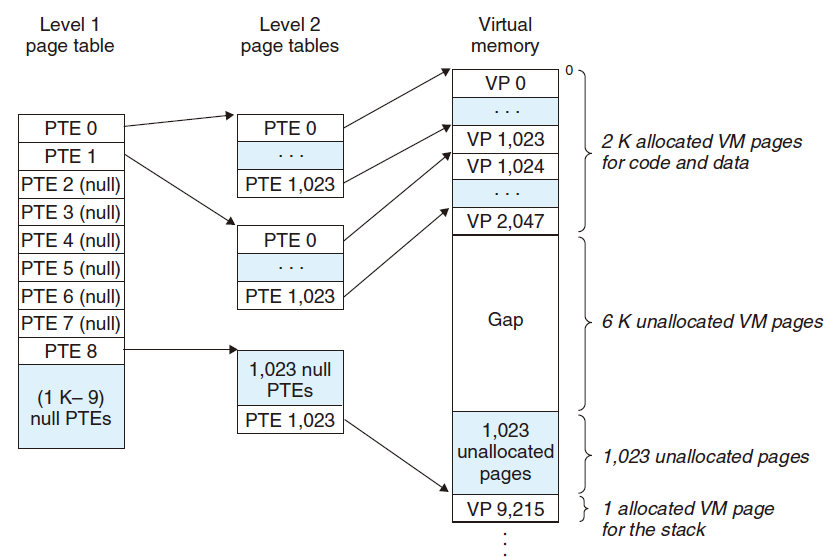 Level 1
page table
Level 2
page tables
Virtual
memory
PTE 0
PTE 1
PTE 2 (null)
PTE 3 (null)
PTE 4 (null)
PTE 5 (null)
PTE 6 (null)
PTE 7 (null)
PTE 8
(1 K– 9)
null PTEs
PTE 0
. . .
PTE 1,023
PTE 0
. . .
PTE 1,023
1,023 null
PTEs
PTE 1,023
0
VP 0
. . .
VP 1,023
VP 1,024
. . .
VP 2,047
Gap
1,023
unallocated
pages
VP 9,215
. . .
2 K allocated VM pages
for code and data
6 K unallocated VM pages
1,023 unallocated pages
1 allocated VM page
for the stack